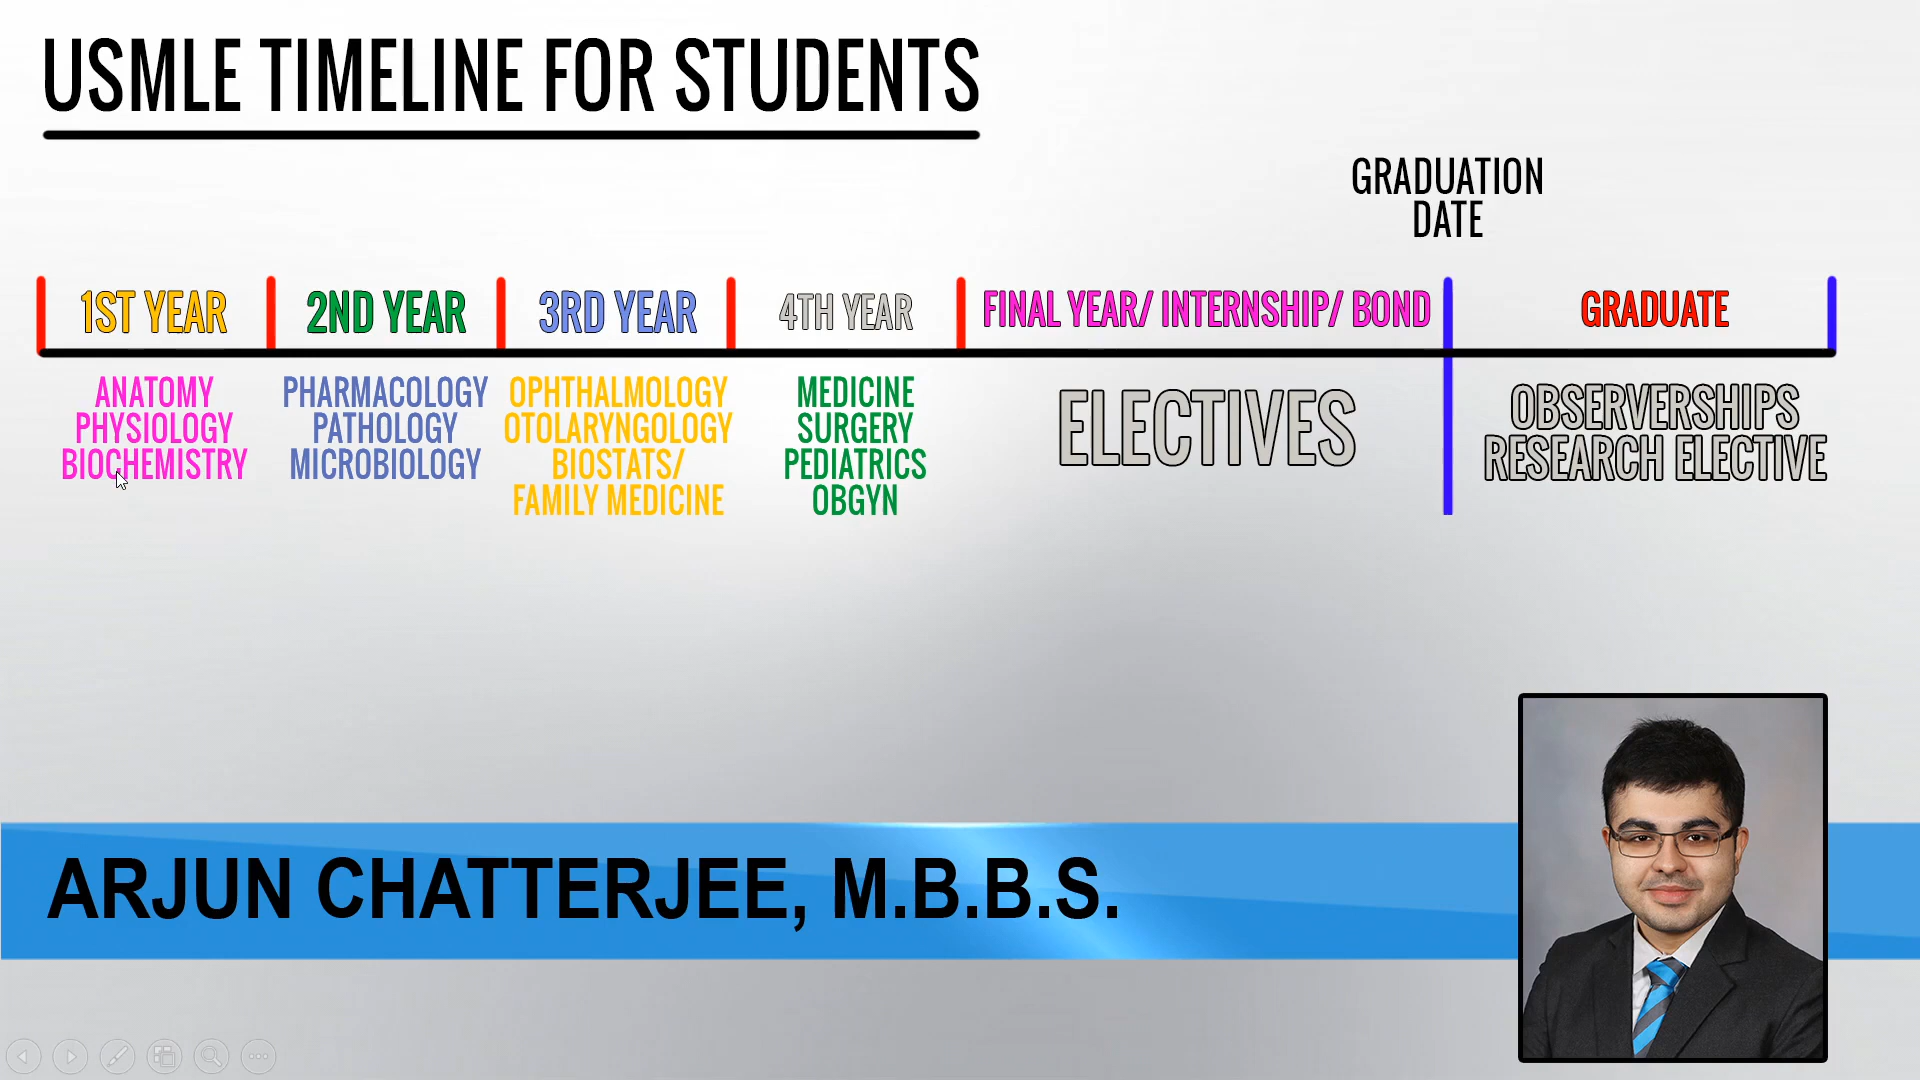 USMLE TIMELINE FOR STUDENTS
GRADUATION
DATE
1ST YEAR
2ND YEAR
3RD YEAR
4TH YEAR
FINAL YEAR/ INTERNSHIP/ BOND
GRADUATE
ANATOMY
PHYSIOLOGY
BIOCHEMISTRY
PHARMACOLOGY
PATHOLOGY
MICROBIOLOGY
OPHTHALMOLOGY
OTOLARYNGOLOGY
BIOSTATS/
FAMILY MEDICINE
MEDICINE
SURGERY
PEDIATRICS
OBGYN
ELECTIVES
OBSERVERSHIPS
RESEARCH ELECTIVE
ARJUN CHATTERJEE, M.B.B.S.